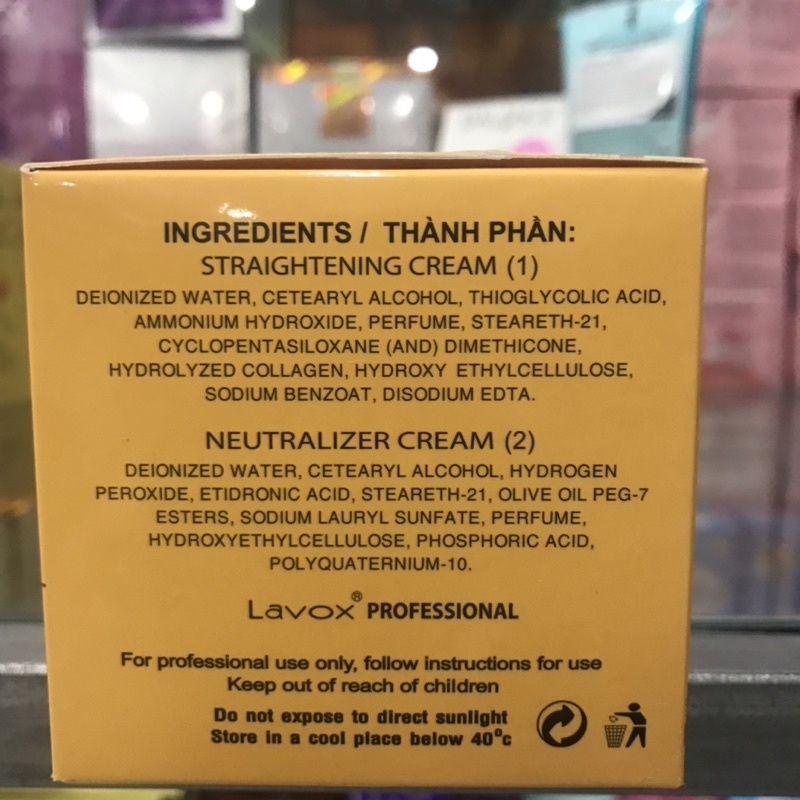 INGREDIENTS / THÀNH PHẦN:
STRAIGHTENING CREAM (1)
DEIONIZED WATER, CETEARYL ALCOHOL, THIOGLYCOLIC ACID,
AMMONIUM HYDROXIDE, PERFUME, STEARETH-21,
CYCLOPENTASILOXANE (AND) DIMETHICONE,
HYDROLYZED COLLAGEN, HYDROXY ETHYLCELLULOSE,
SODIUM BENZOAT, DISODIUM EDTA.
NEUTRALIZER CREAM (2)
DEIONIZED WATER, CETEARYL ALCOHOL, HYDROGEN
PEROXIDE, ETIDRONIC ACID, STEARETH-21, OLIVE OIL PEG-7
ESTERS, SODIUM LAURYL SUNFATE, PERFUME,
HYDROXYETHYLCELLULOSE, PHOSPHORIC ACID,
POLYQUATERNIUM-10.
Lavox® PROFESSIONAL
For professional use only, follow instructions for use
Keep out of reach of children
Do not expose to direct sunlight
Store in a cool place below 40°c